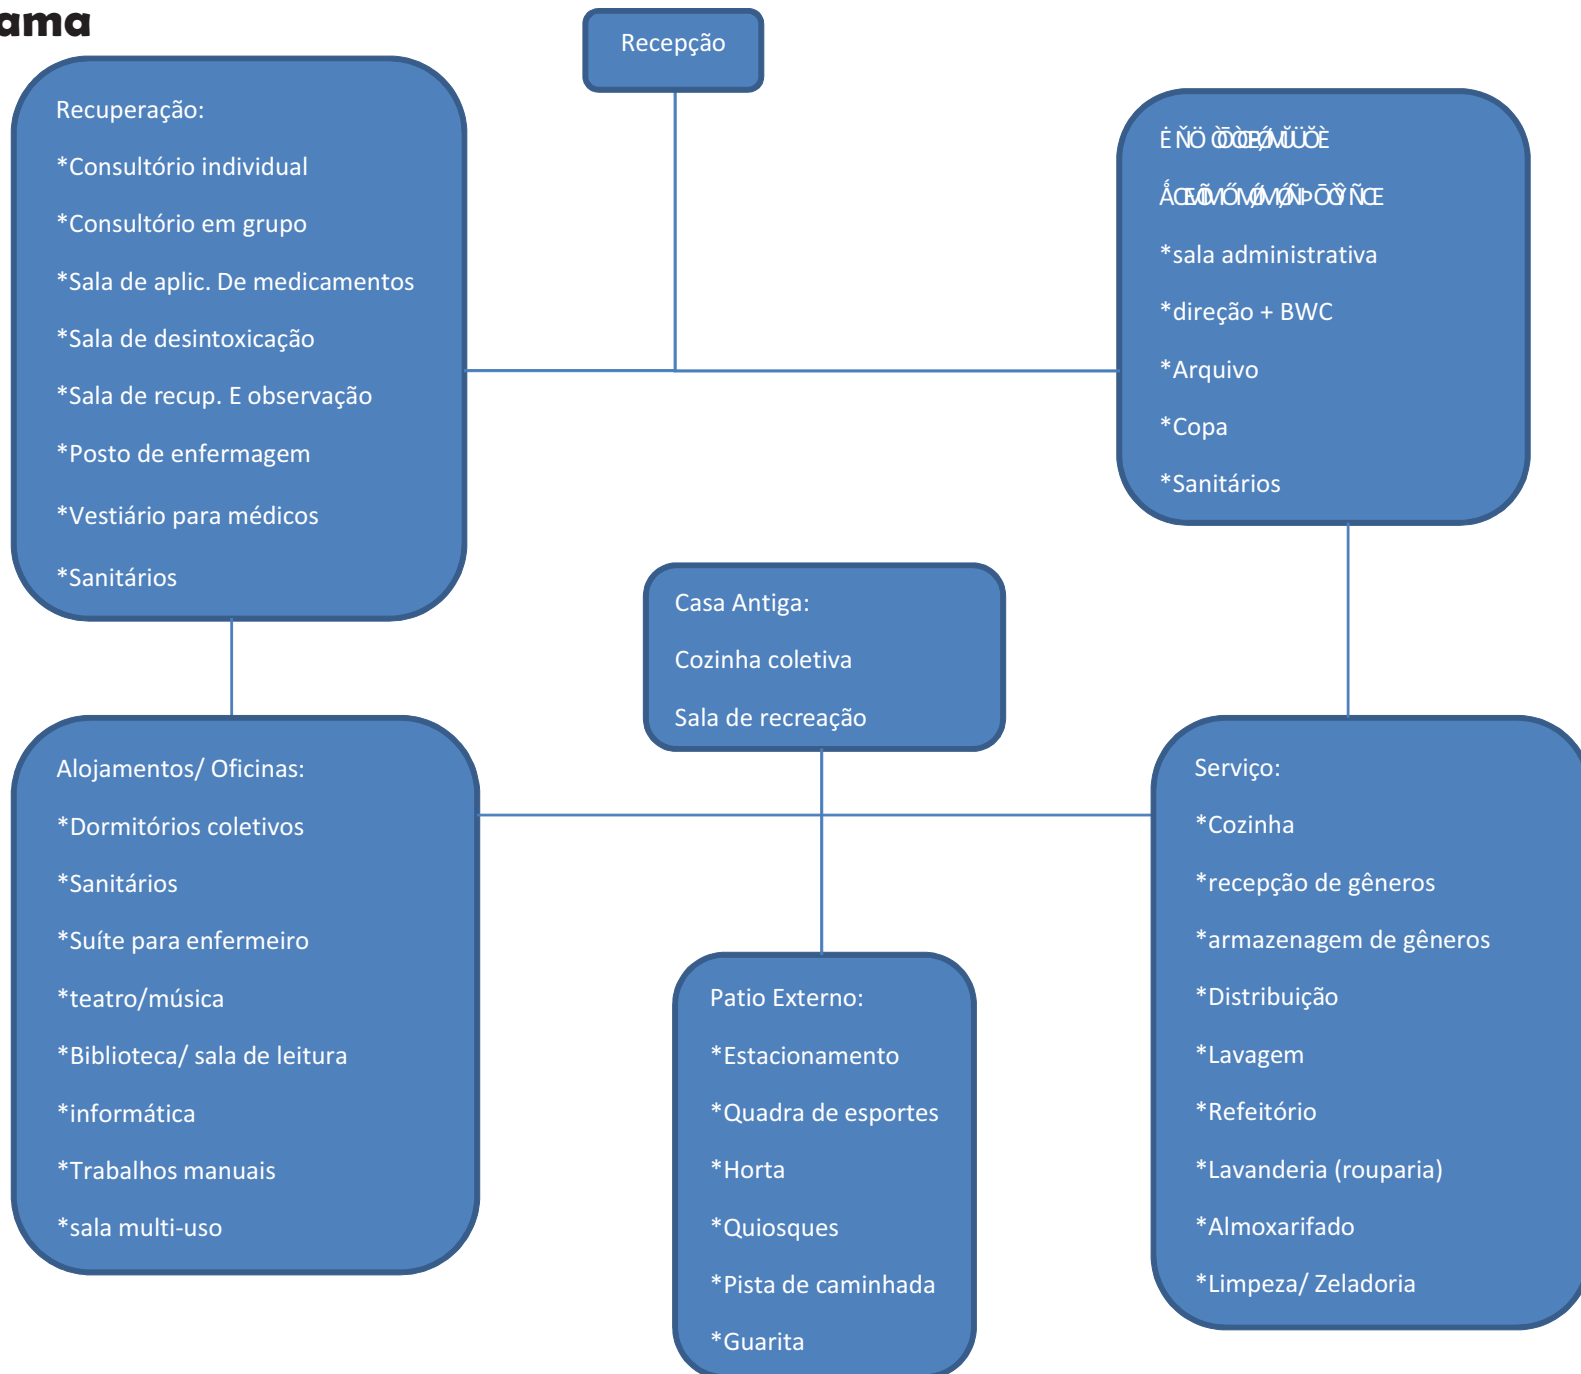 ama
Recepção
Recuperação:
*Consultório individual
*Consultório em grupo
*Sala de aplic. De medicamentos
*Sala de desintoxicação
*Sala de recup. E observação
*Posto de enfermagem
*Vestiário para médicos
*Sanitários
*sala administrativa
*direção + BWC
*Arquivo
*Copa
*Sanitários
Casa Antiga:
Cozinha coletiva
Sala de recreação
Alojamentos/ Oficinas:
*Dormitórios coletivos
*Sanitários
*Suíte para enfermeiro
*teatro/música
*Biblioteca/ sala de leitura
*informática
*Trabalhos manuais
*sala multi-uso
Patio Externo:
*Estacionamento
*Quadra de esportes
*Horta
*Quiosques
*Pista de caminhada
*Guarita
Serviço:
*Cozinha
*recepção de gêneros
*armazenagem de gêneros
*Distribuição
*Lavagem
*Refeitório
*Lavanderia (rouparia)
*Almoxarifado
*Limpeza/ Zeladoria